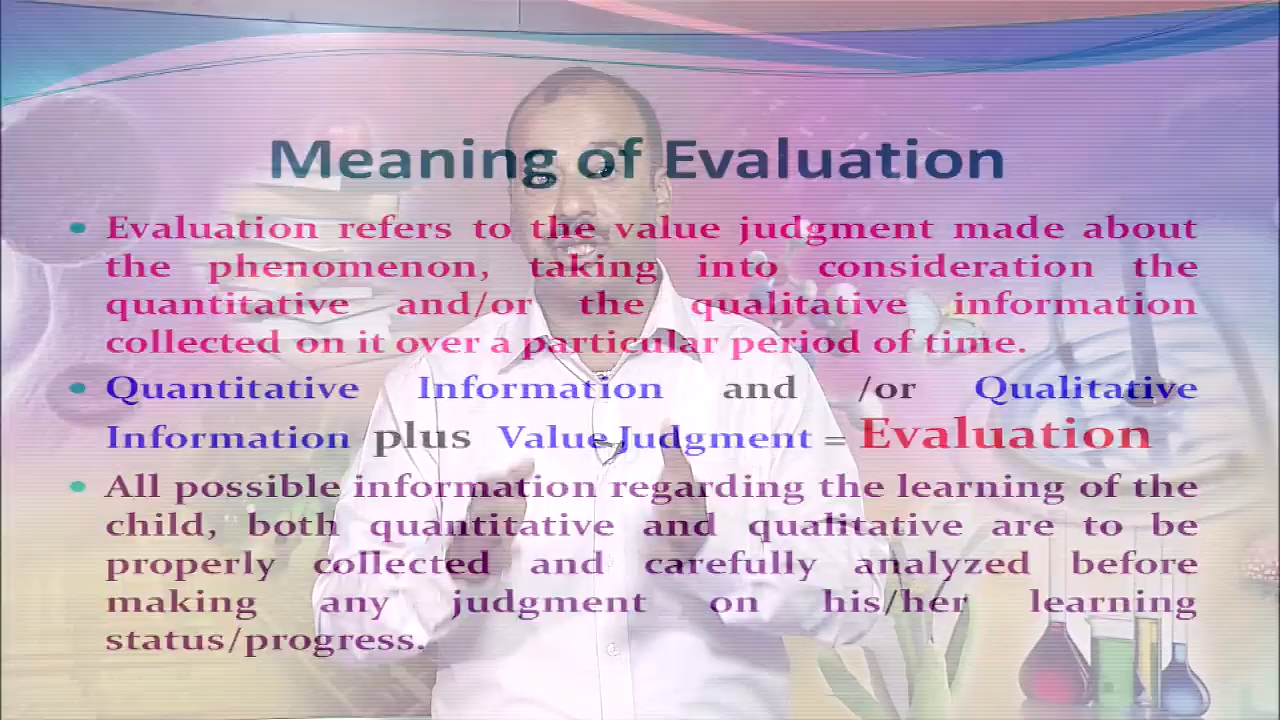 Meaning of Evaluation
• Evaluation refers to the value judgment made about
the phenomenon, taking into consideration the
quantitative and/or the qualitative information
collected on it over a particular period of time.
• Quantitative Information and /or Qualitative
Information plus Value Judgment = Evaluation
• All possible information regarding the learning of the
child, both quantitative and qualitative are to be
properly collected and carefully analyzed before
making any judgment on his/her learning
status/progress.